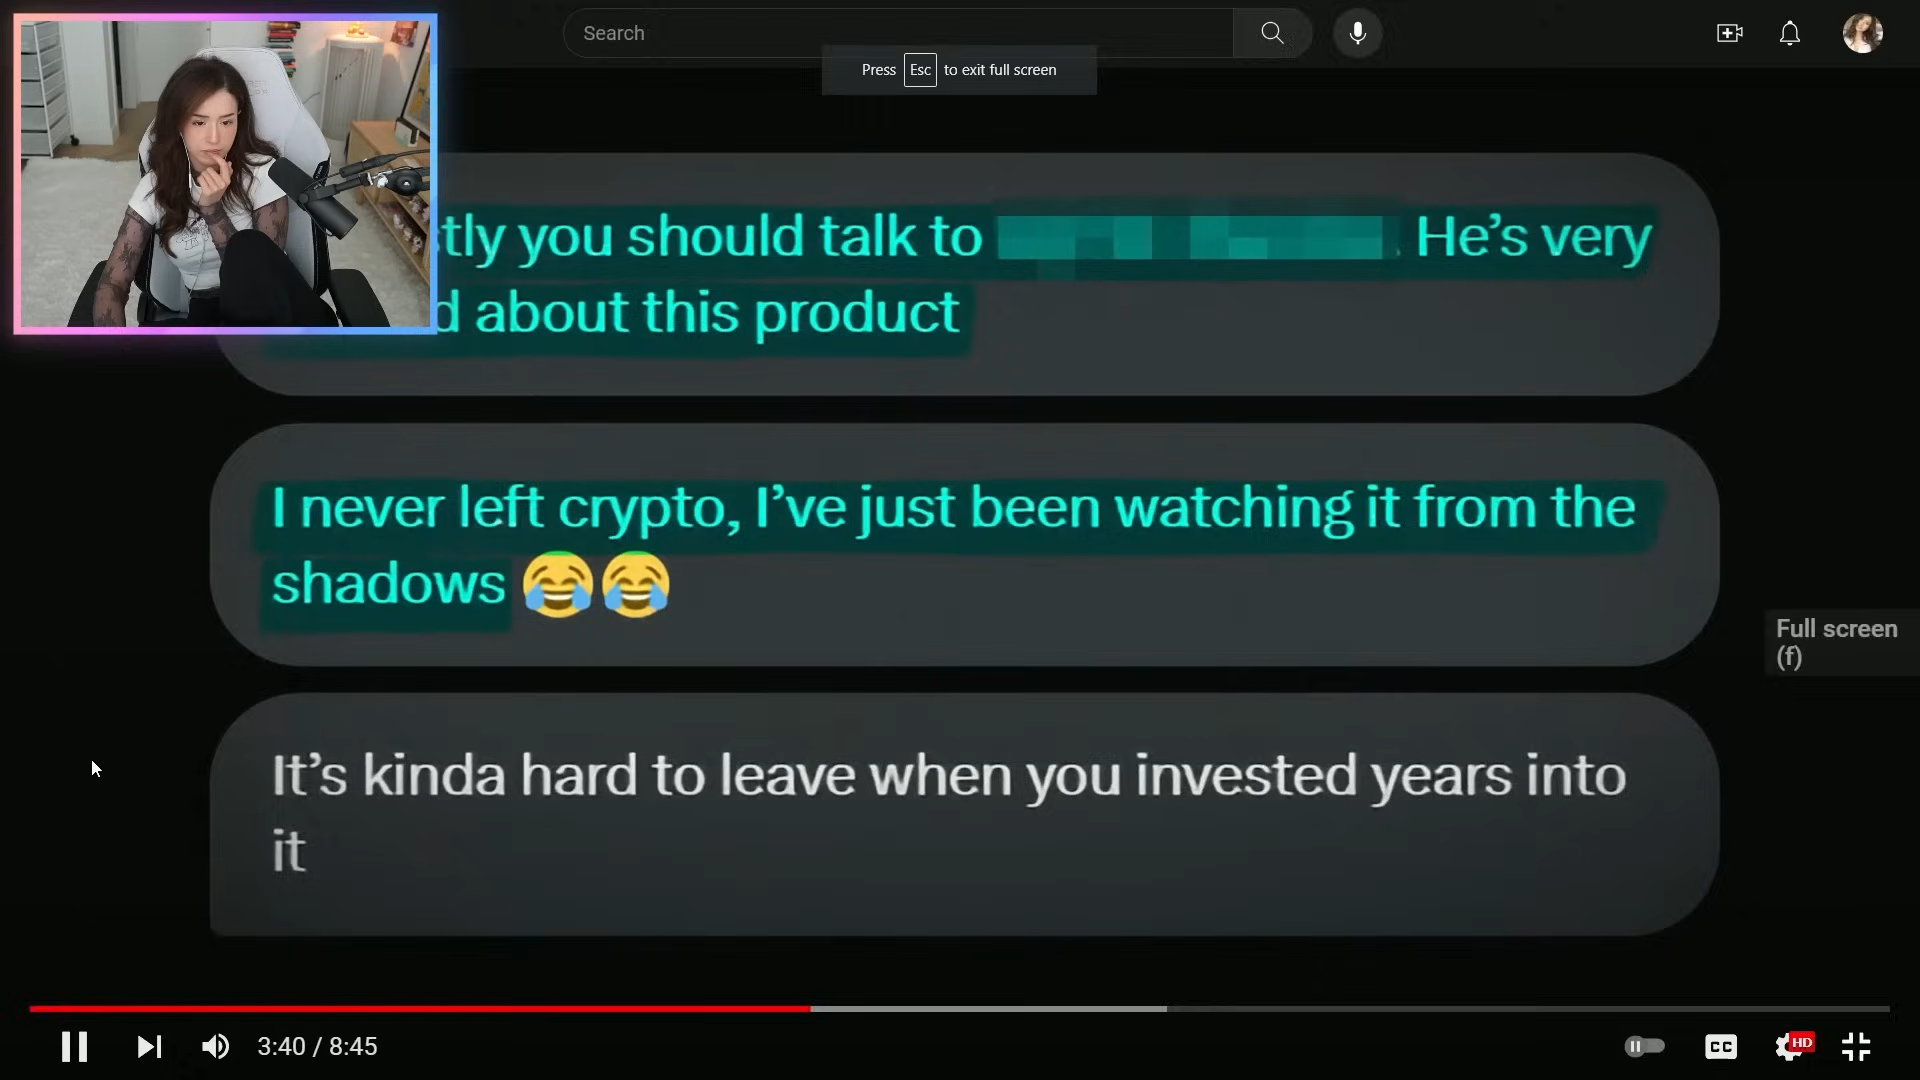 Search
Press Esc to exit full screen
you should talk to He's very
about this product
I never left crypto, I've just been watching it from the
shadows 😂😂
Full screen
(f)
It's kinda hard to leave when you invested years into
it
3:40 / 8:45
CC
HD